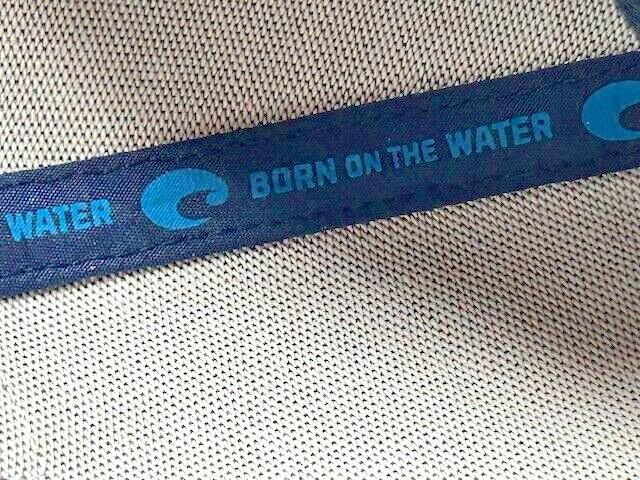 WATER BORN ON THE WATER